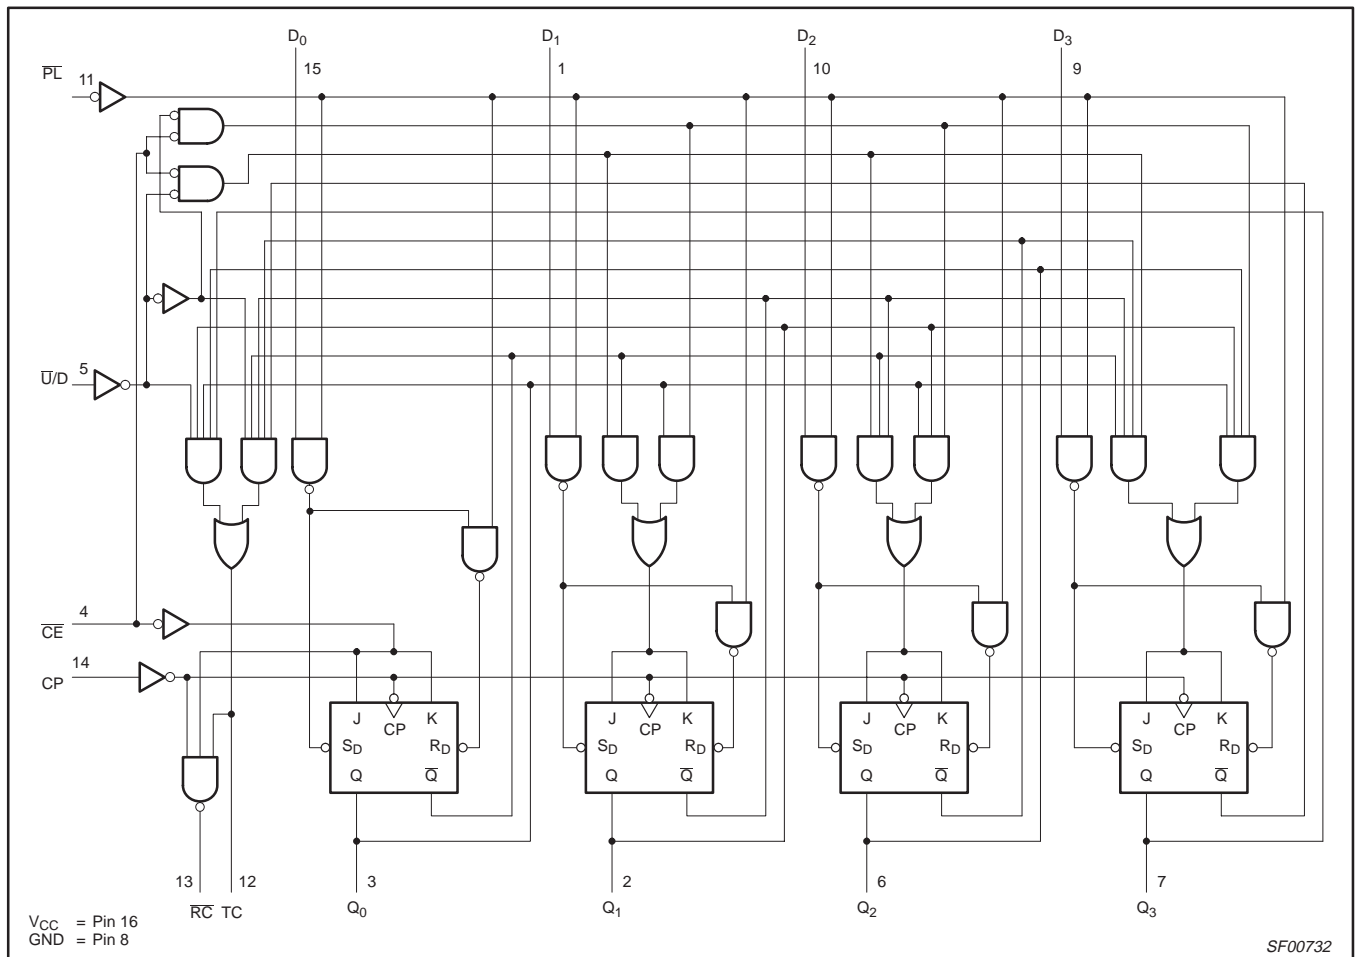 D0 D1 D2 D3
PL 11 15 1 10 9
U/D 5
CE 4
CP 14
J CP K J CP K J CP K J CP K
SD RD SD RD SD RD SD RD
Q Q Q Q Q Q Q Q
13 12 3 2 6 7
RC TC Q0 Q1 Q2 Q3
VCC = Pin 16
GND = Pin 8
SF00732